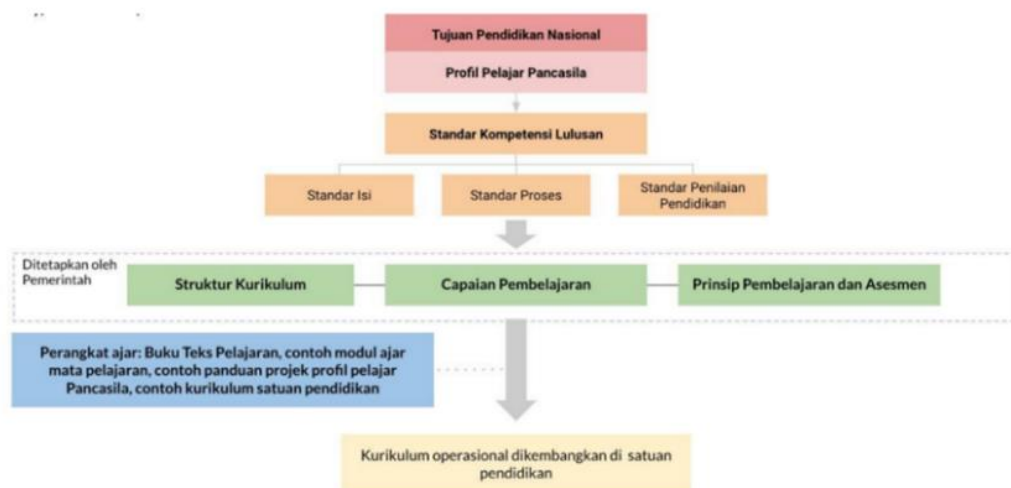 Tujuan Pendidikan Nasional
Profil Pelajar Pancasila
Standar Kompetensi Lulusan
Standar Isi
Standar Proses
Standar Penilaian
Pendidikan
Ditetapkan oleh
Pemerintah
Struktur Kurikulum
Capaian Pembelajaran
Prinsip Pembelajaran dan Asesmen
Perangkat ajar: Buku Teks Pelajaran, contoh modul ajar
mata pelajaran, contoh panduan projek profil pelajar
Pancasila, contoh kurikulum satuan pendidikan
Kurikulum operasional dikembangkan di satuan
pendidikan